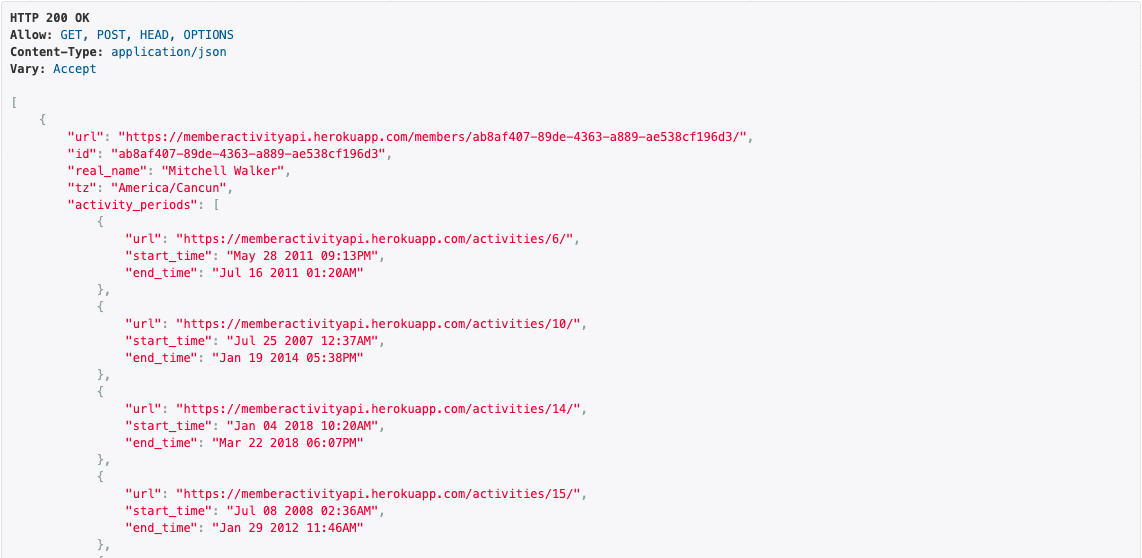 HTTP 200 OK
Allow: GET, POST, HEAD, OPTIONS
Content-Type: application/json
Vary: Accept
[
{
"url": "https://memberactivityapi.herokuapp.com/members/ab8af407-89de-4363-a889-ae538cf196d3/",
"id": "ab8af407-89de-4363-a889-ae538cf196d3",
"real_name": "Mitchell Walker",
"tz": "America/Cancun",
"activity_periods": [
{
"url": "https://memberactivityapi.herokuapp.com/activities/6/",
"start_time": "May 28 2011 09:13PM",
"end_time": "Jul 16 2011 01:20AM"
},
{
"url": "https://memberactivityapi.herokuapp.com/activities/10/",
"start_time": "Jul 25 2007 12:37AM",
"end_time": "Jan 19 2014 05:38PM"
},
{
"url": "https://memberactivityapi.herokuapp.com/activities/14/",
"start_time": "Jan 04 2018 10:20AM",
"end_time": "Mar 22 2018 06:07PM"
},
{
"url": "https://memberactivityapi.herokuapp.com/activities/15/",
"start_time": "Jul 08 2008 02:36AM",
"end_time": "Jan 29 2012 11:46AM"
},